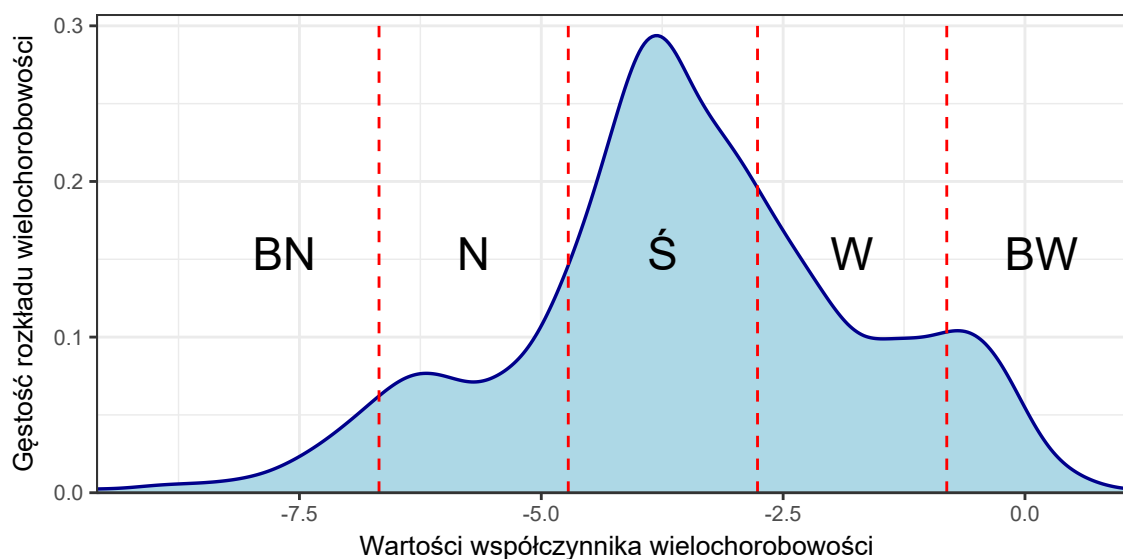 Gęstość rozkładu wielochorobowości
0.3
0.2
0.1
0.0
BN N Ś W BW
-7.5 -5.0 -2.5 0.0
Wartości współczynnika wielochorobowości